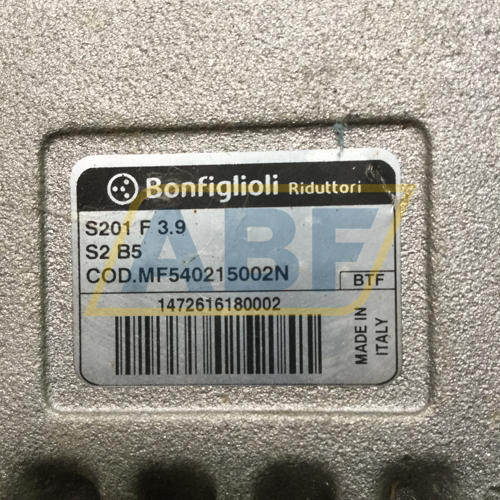 Bonfiglioli Riduttori
S201 F 3.9
S2 B5
COD.MF540215002N
BTF
1472616180002
MADE IN
ITALY
ABF